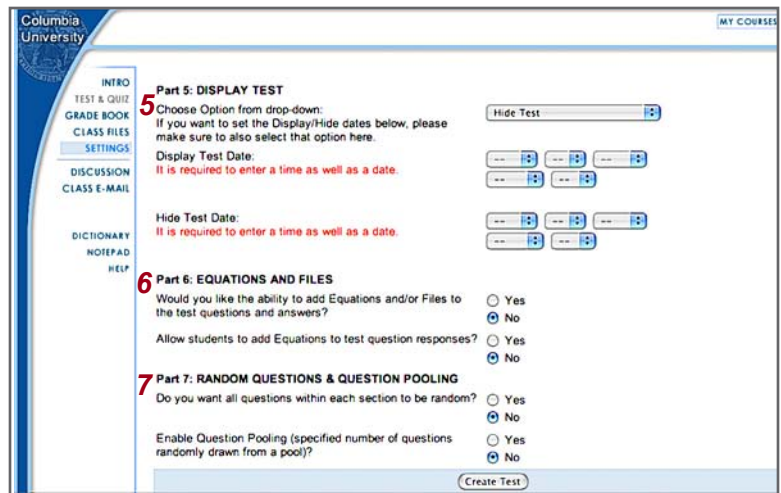 Columbia
University
MY COURSES
INTRO
TEST & QUIZ
GRADE BOOK
CLASS FILES
SETTINGS
DISCUSSION
CLASS E-MAIL
DICTIONARY
NOTEPAD
HELP
5
Part 5: DISPLAY TEST
Choose Option from drop-down:
Hide Test
If you want to set the Display/Hide dates below, please
make sure to also select that option here.
Display Test Date:
-- -- --
It is required to enter a time as well as a date.
-- --
Hide Test Date:
-- -- --
It is required to enter a time as well as a date.
-- --
6
Part 6: EQUATIONS AND FILES
Would you like the ability to add Equations and/or Files to
the test questions and answers?
Yes
No
Allow students to add Equations to test question responses?
Yes
No
7
Part 7: RANDOM QUESTIONS & QUESTION POOLING
Do you want all questions within each section to be random?
Yes
No
Enable Question Pooling (specified number of questions
randomly drawn from a pool)?
Yes
No
Create Test